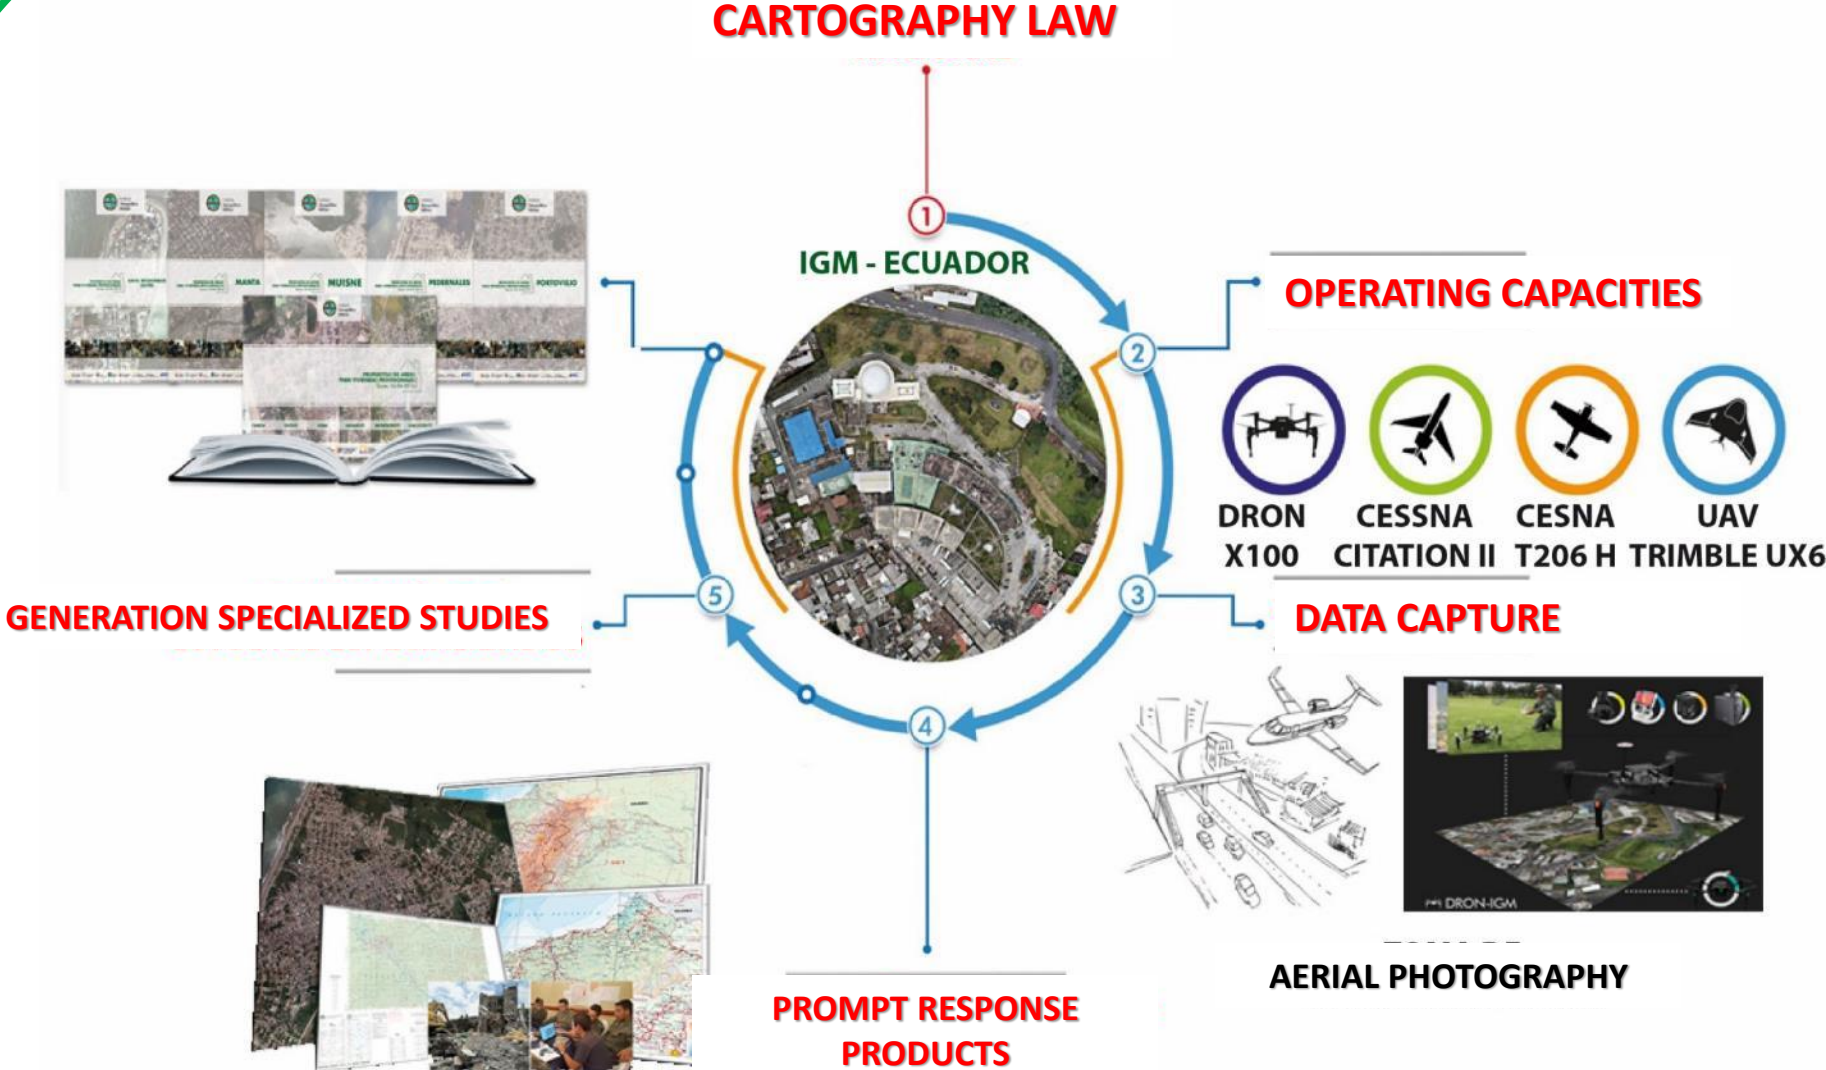 CARTOGRAPHY LAW
1
IGM - ECUADOR
2
OPERATING CAPACITIES
MANTA
MUISNE
PEDERNALES
PORTOVIEJO
DRON
X100
CESSNA
CITATION II
CESNA
T206 H
UAV
TRIMBLE UX6
3
DATA CAPTURE
5
GENERATION SPECIALIZED STUDIES
4
DRON-IGM
AERIAL PHOTOGRAPHY
PROMPT RESPONSE
PRODUCTS